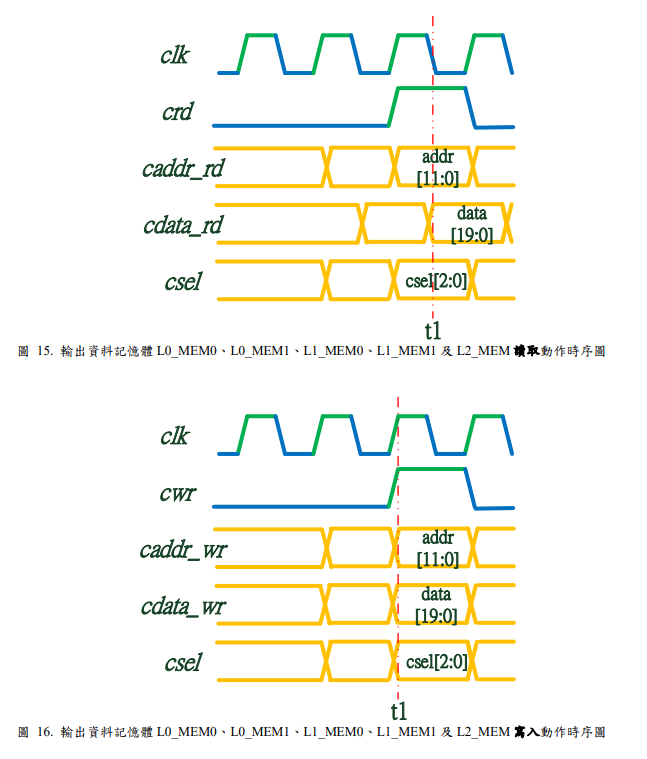 clk
crd
caddr_rd
addr
[11:0]
cdata_rd
data
[19:0]
csel
csel[2:0]
t1
圖 15. 輸出資料記憶體 L0_MEM0、L0_MEM1、L1_MEM0、L1_MEM1 及 L2_MEM 讀取動作時序圖
clk
cwr
caddr_wr
addr
[11:0]
cdata_wr
data
[19:0]
csel
csel[2:0]
t1
圖 16. 輸出資料記憶體 L0_MEM0、L0_MEM1、L1_MEM0、L1_MEM1 及 L2_MEM 寫入動作時序圖